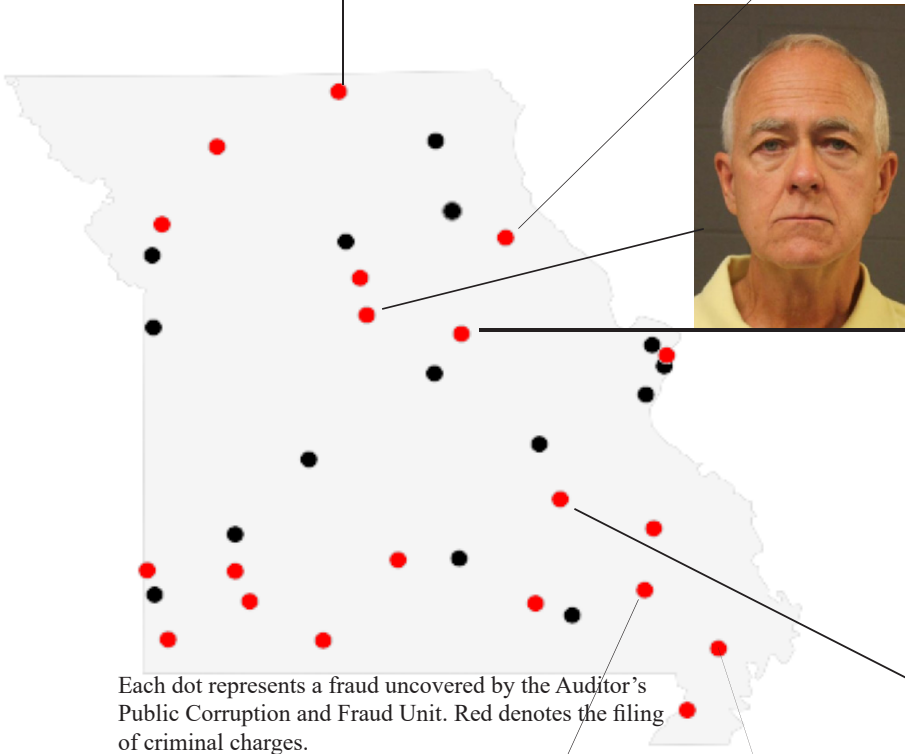 Each dot represents a fraud uncovered by the Auditor’s
Public Corruption and Fraud Unit. Red denotes the filing
of criminal charges.